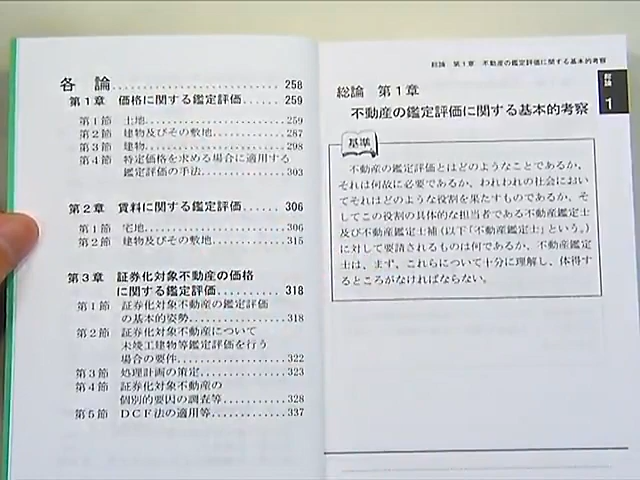 各 論……………………258
第1章 価格に関する鑑定評価……259
第1節 土地………………………259
第2節 建物及びその敷地…………287
第3節 建物………………………298
第4節 特定価格を求める場合に適用する
鑑定評価の手法……………303
第2章 賃料に関する鑑定評価……306
第1節 宅地………………………306
第2節 建物及びその敷地…………315
第3章 証券化対象不動産の価格
に関する鑑定評価…………318
第1節 証券化対象不動産の鑑定評価
の基本的姿勢………………318
第2節 証券化対象不動産について
未竣工建物等鑑定評価を行う
場合の要件…………………322
第3節 処理計画の策定……………323
第4節 証券化対象不動産の
個別的要因の調査等…………328
第5節 DCF法の適用等…………337
総論 第1章 不動産の鑑定評価に関する基本的考察
総論
1
総論 第1章
不動産の鑑定評価に関する基本的考察
基準
不動産の鑑定評価とはどのようなことであるか、
それは何故に必要であるか、われわれの社会におい
てそれはどのような役割を果たすものであるか、そ
してこの役割の具体的な担当者である不動産鑑定士
及び不動産鑑定士補(以下「不動産鑑定士」という。)
に対して要請されるものは何であるか、不動産鑑定
士は、まず、これらについて十分に理解し、体得す
るところがなければならない。